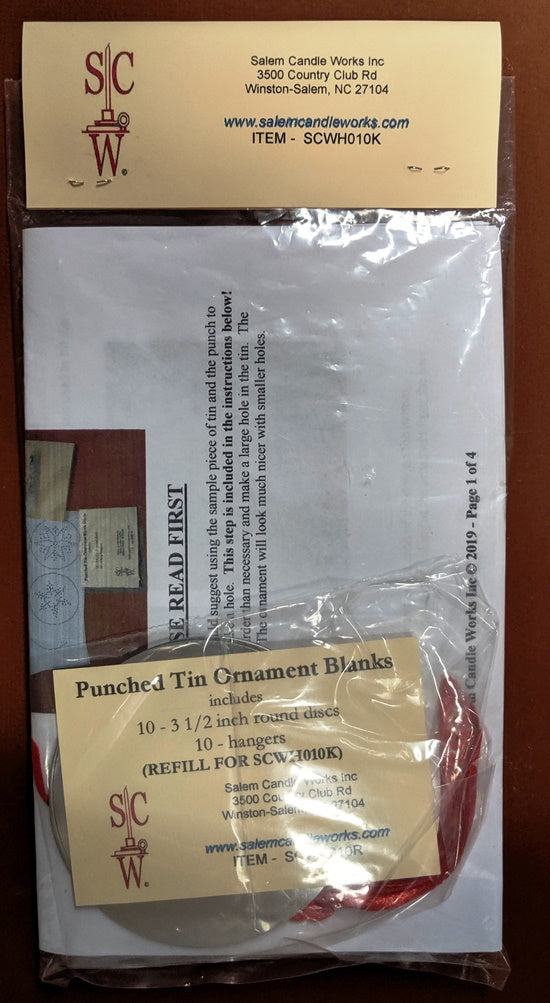 SC
W®
Salem Candle Works Inc
3500 Country Club Rd
Winston-Salem, NC 27104
www.salemcandleworks.com
ITEM - SCWH010K
SE READ FIRST
d suggest using the sample piece of tin and the punch to
hole. This step is included in the instructions below!
rder than necessary and make a large hole in the tin. The
The ornament will look much nicer with smaller holes.
Candle Works Inc © 2019 - Page 1 of 4
Punched Tin Ornament Blanks
includes
10 - 3 1/2 inch round discs
10 - hangers
(REFILL FOR SCWH010K)
SC
W®
Salem Candle Works Inc
3500 Country Club Rd
Winston-Salem, 27104
www.salemcandleworks.com
ITEM -